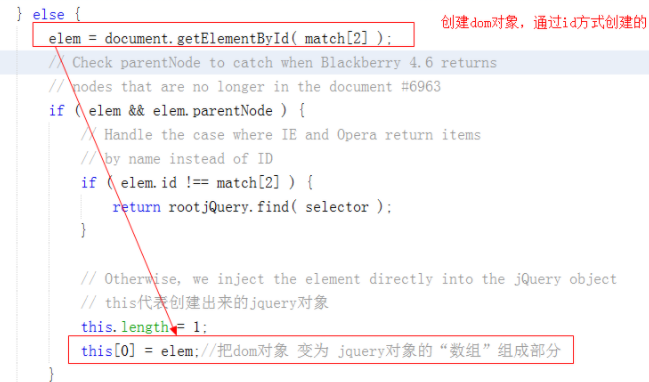 } else {
创建dom对象，通过id方式创建的
elem = document.getElementById( match[2] );
// Check parentNode to catch when Blackberry 4.6 returns
// nodes that are no longer in the document #6963
if ( elem && elem.parentNode ) {
// Handle the case where IE and Opera return items
// by name instead of ID
if ( elem.id !== match[2] ) {
return rootjQuery.find( selector );
}
// Otherwise, we inject the element directly into the jQuery object
// this代表创建出来的jquery对象
this.length = 1;
this[0] = elem;//把dom对象 变为 jquery对象的“数组”组成部分
}